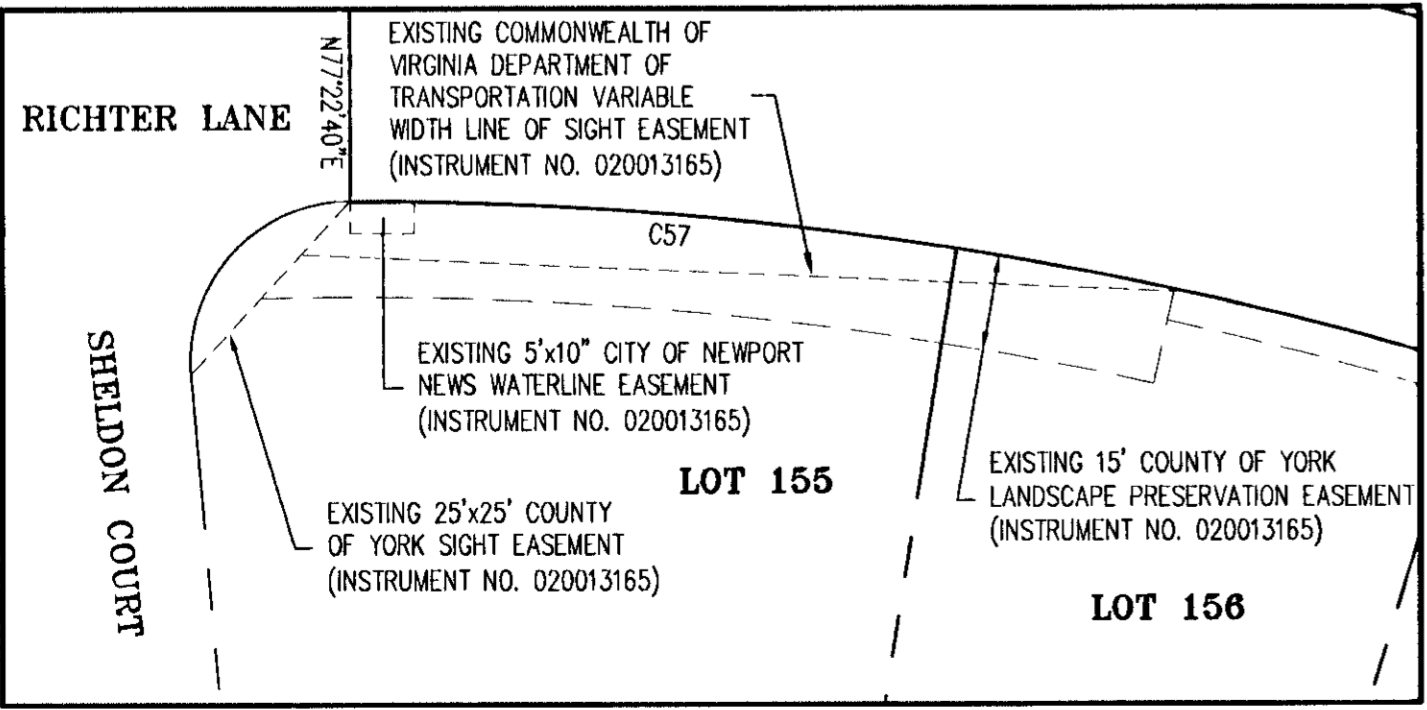 EXISTING COMMONWEALTH OF
VIRGINIA DEPARTMENT OF
TRANSPORTATION VARIABLE
WIDTH LINE OF SIGHT EASEMENT
(INSTRUMENT NO. 020013165)
RICHTER LANE
N77°22'40"E
C57
EXISTING 5'x10" CITY OF NEWPORT
NEWS WATERLINE EASEMENT
(INSTRUMENT NO. 020013165)
SHELDON COURT
LOT 155
EXISTING 15' COUNTY OF YORK
LANDSCAPE PRESERVATION EASEMENT
(INSTRUMENT NO. 020013165)
EXISTING 25'x25' COUNTY
OF YORK SIGHT EASEMENT
(INSTRUMENT NO. 020013165)
LOT 156